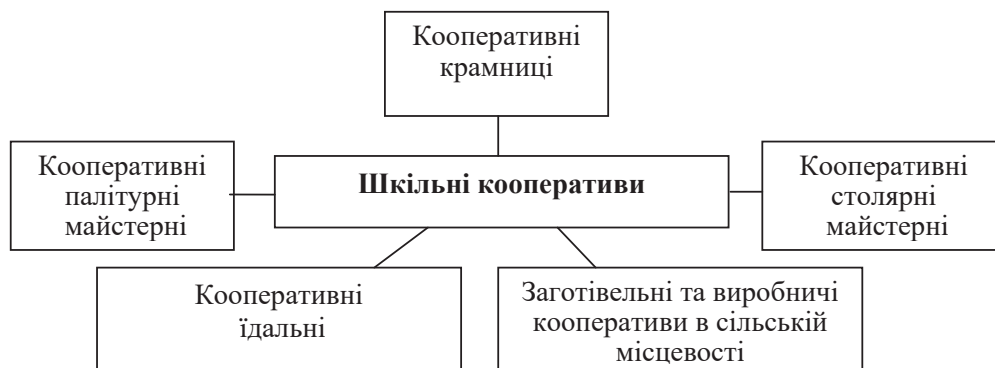 Кооперативні
крамниці
Кооперативні
палітурні
майстерні
Шкільні кооперативи
Кооперативні
столярні
майстерні
Кооперативні
їдальні
Заготівельні та виробничі
кооперативи в сільській
місцевості